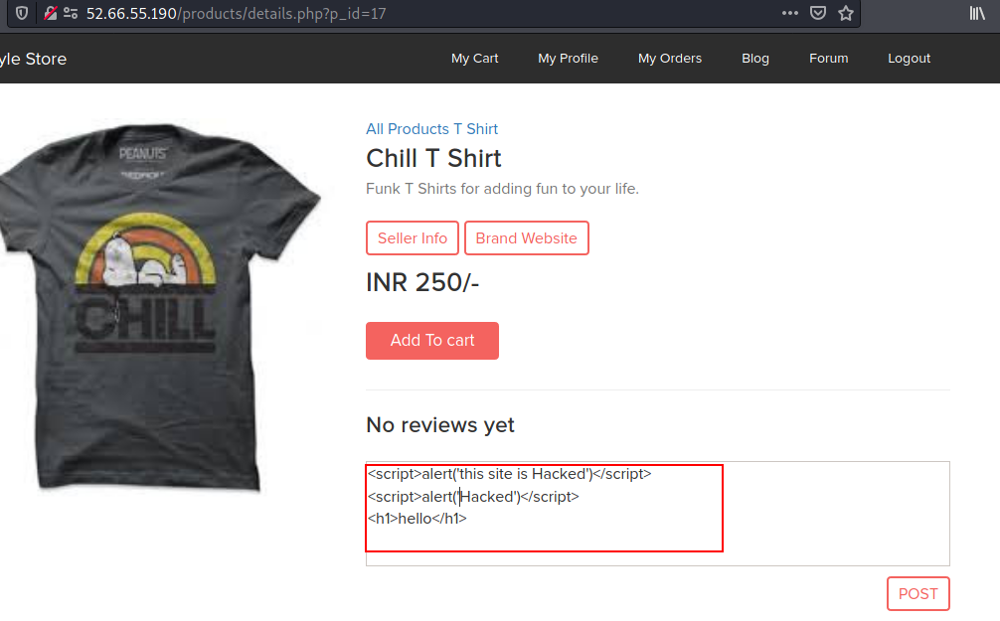 52.66.55.190/products/details.php?p_id=17
yle Store My Cart My Profile My Orders Blog Forum Logout
All Products T Shirt
Chill T Shirt
Funk T Shirts for adding fun to your life.
Seller Info Brand Website
INR 250/-
Add To cart
PEANUTS
CHILL
No reviews yet
<script>alert('this site is Hacked')</script>
<script>alert('Hacked')</script>
<h1>hello</h1>
POST